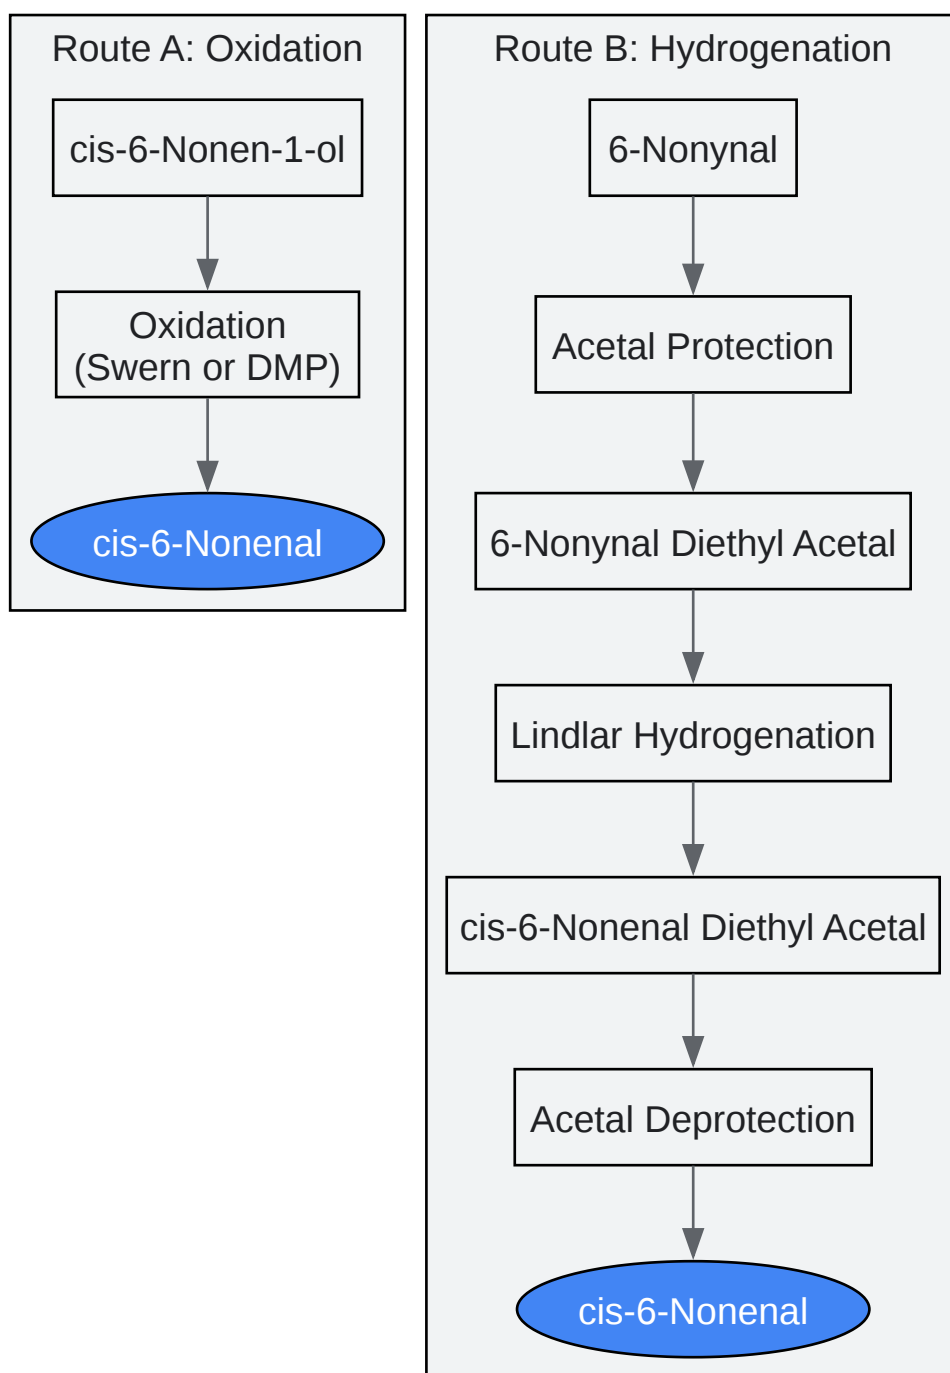 Route A: Oxidation
cis-6-Nonen-1-ol
Oxidation
(Swern or DMP)
cis-6-Nonenal
Route B: Hydrogenation
6-Nonynal
Acetal Protection
6-Nonynal Diethyl Acetal
Lindlar Hydrogenation
cis-6-Nonenal Diethyl Acetal
Acetal Deprotection
cis-6-Nonenal